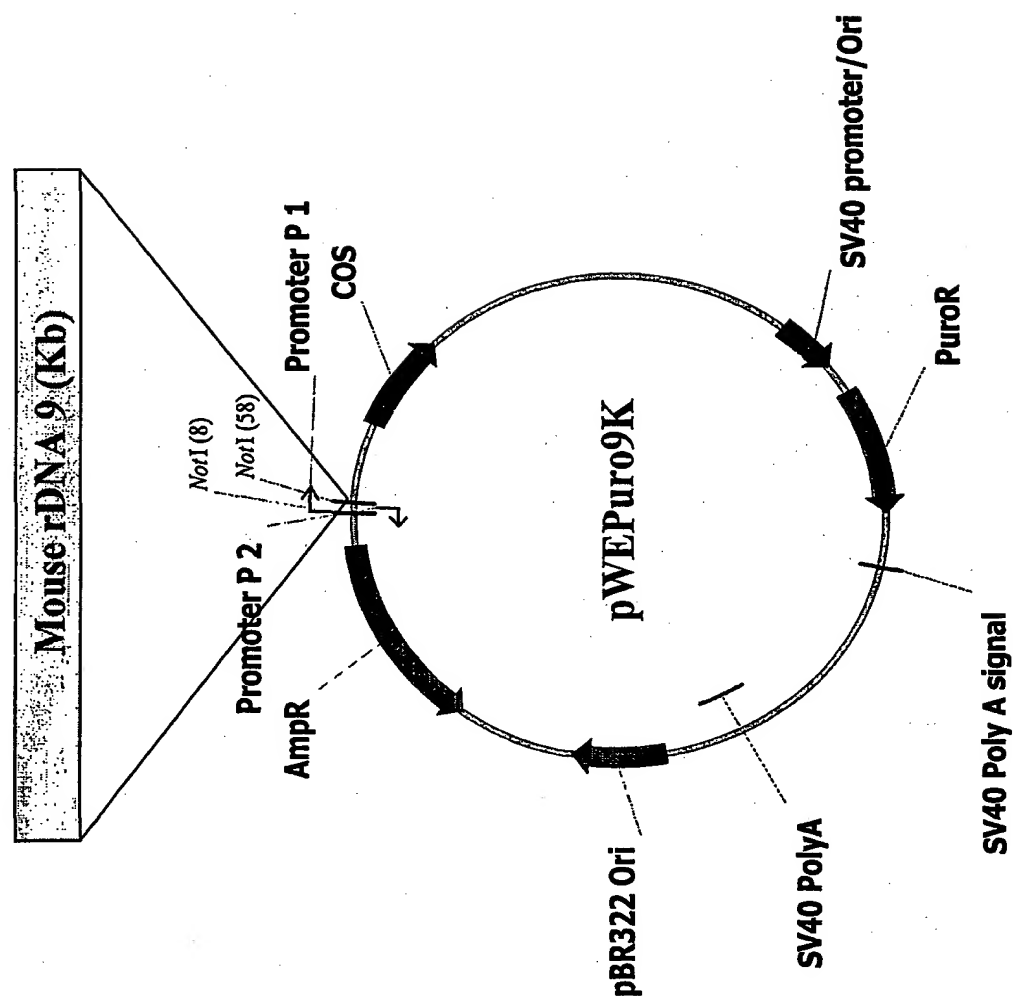 Mouse rDNA 9 (Kb)
NotI (8)
NotI (58)
Promoter P 1
Promoter P 2
COS
AmpR
SV40 promoter/Ori
pWEPuro9K
PuroR
pBR322 Ori
SV40 PolyA
SV40 Poly A signal